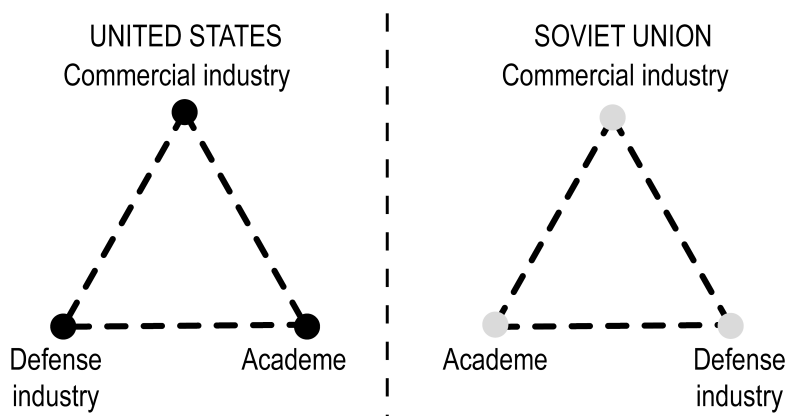 UNITED STATES
Commercial industry
Defense
industry
Academe
SOVIET UNION
Commercial industry
Academe
Defense
industry